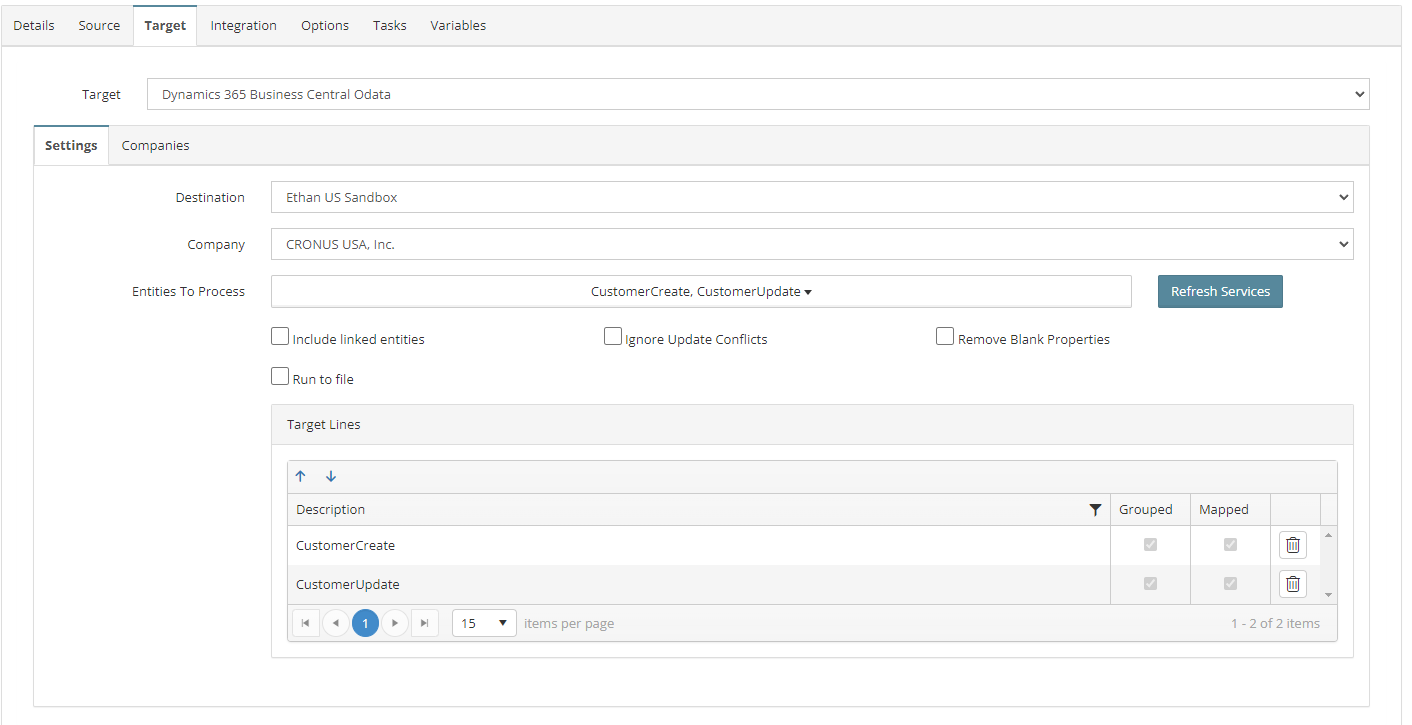 Details Source Target Integration Options Tasks Variables
Target Dynamics 365 Business Central Odata
Settings Companies
Destination Ethan US Sandbox
Company CRONUS USA, Inc.
Entities To Process CustomerCreate, CustomerUpdate Refresh Services
Include linked entities Ignore Update Conflicts Remove Blank Properties
Run to file
Target Lines
Description Grouped Mapped
CustomerCreate
CustomerUpdate
1 15 items per page 1 - 2 of 2 items